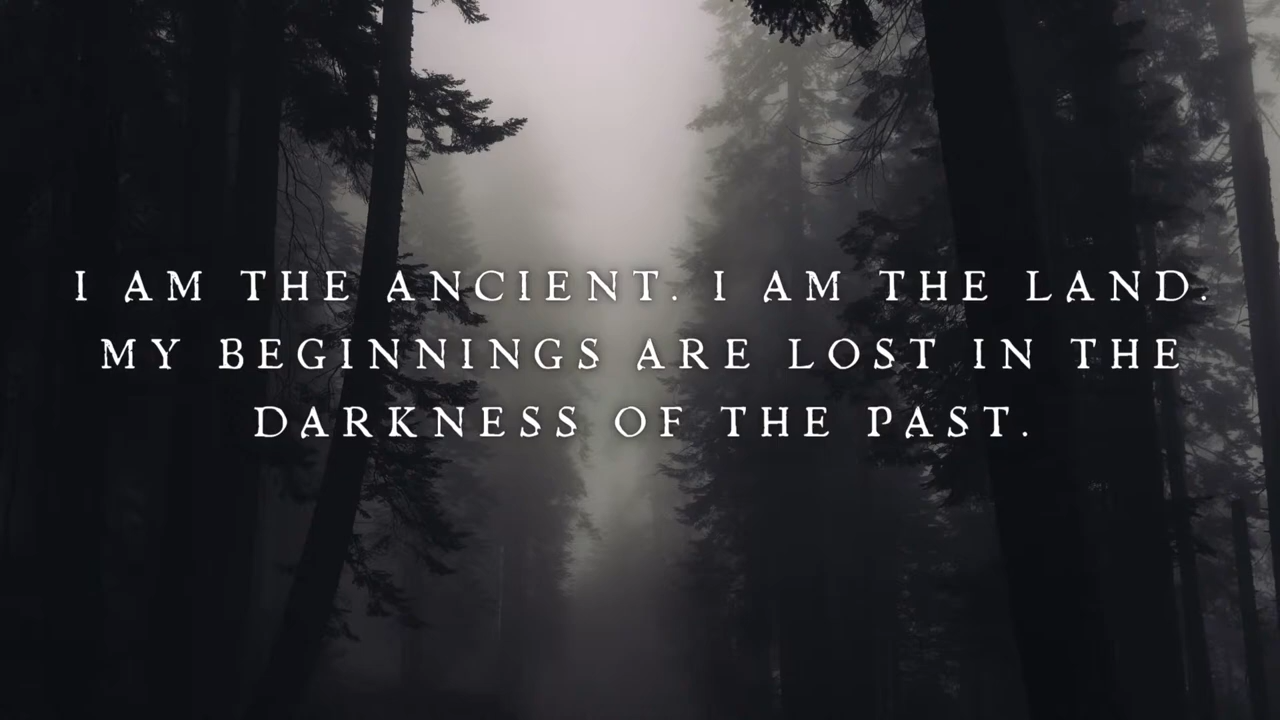 I AM THE ANCIENT. I AM THE LAND.
MY BEGINNINGS ARE LOST IN THE
DARKNESS OF THE PAST.